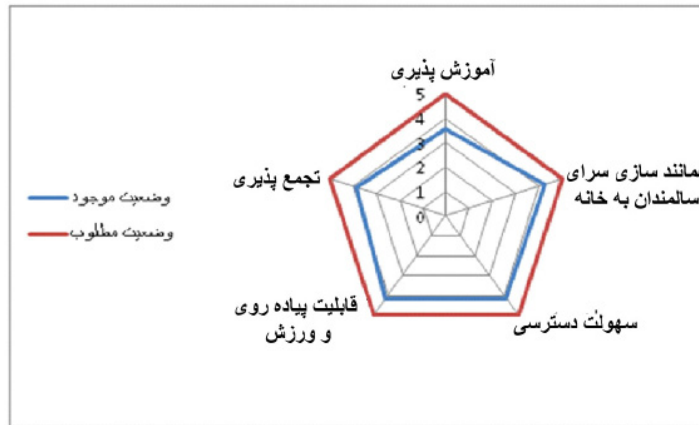 آموزش پذیری
5
4
3
2
1
0
مانند سازی سرای
سالمندان به خانه
سهولت دسترسی
قابلیت پیاده روی
و ورزش
تجمع پذیری
وضعیت موجود
وضعیت مطلوب